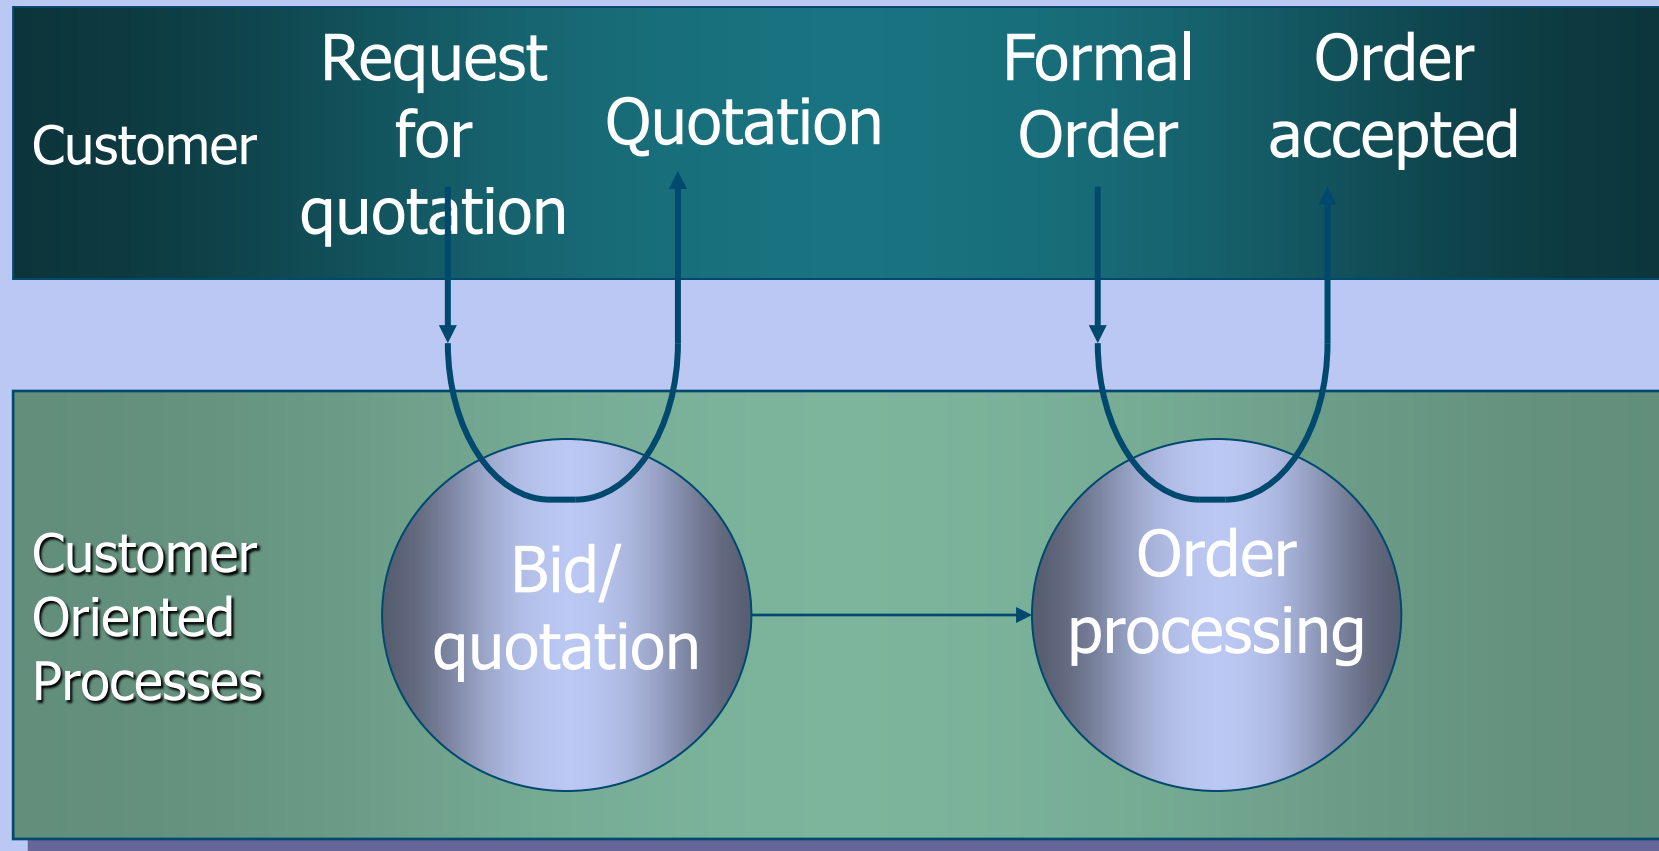 Customer
Request
for
quotation
Quotation
Formal
Order
Order
accepted
Customer
Oriented
Processes
Bid/
quotation
Order
processing